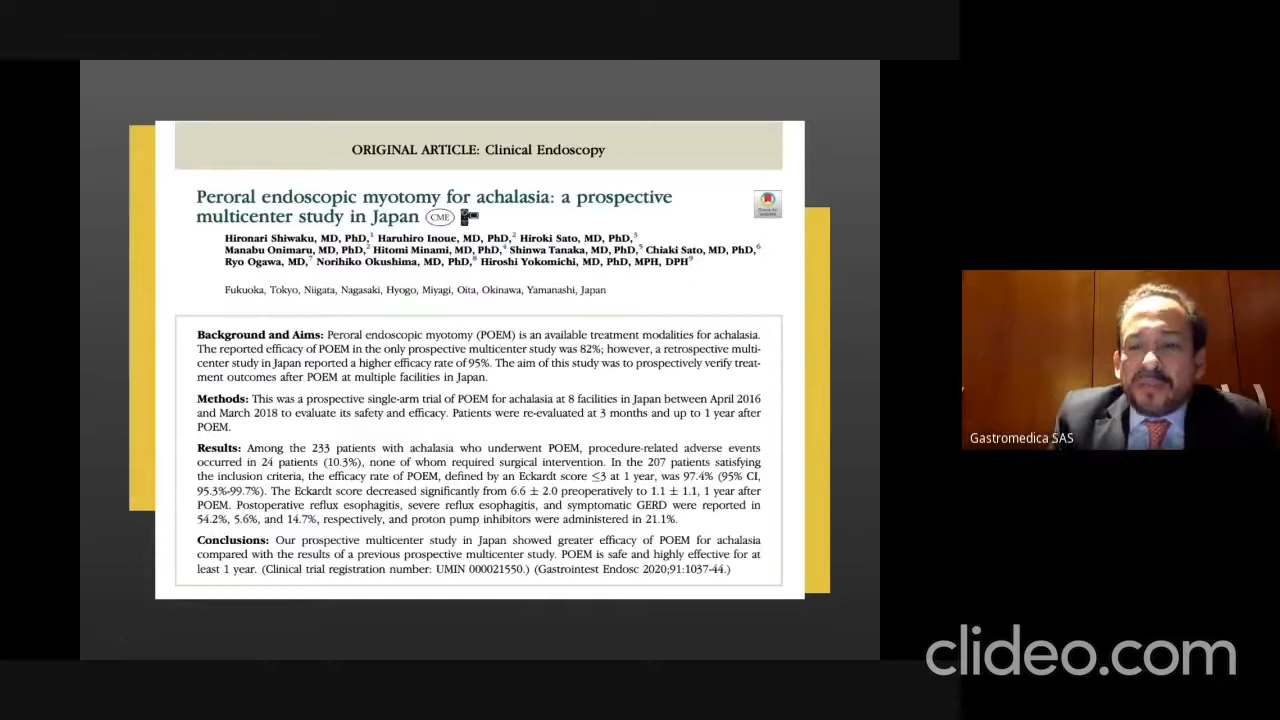 ORIGINAL ARTICLE: Clinical Endoscopy
Peroral endoscopic myotomy for achalasia: a prospective
multicenter study in Japan CME
Hironari Shiwaku, MD, PhD,1 Haruhiro Inoue, MD, PhD,2 Hiroki Sato, MD, PhD,3
Manabu Onimaru, MD, PhD,2 Hitomi Minami, MD, PhD,4 Shinwa Tanaka, MD, PhD,5 Chiaki Sato, MD, PhD,6
Ryo Ogawa, MD,7 Norihiko Okushima, MD, PhD,8 Hiroshi Yokomichi, MD, PhD, MPH, DPH9
Fukuoka, Tokyo, Niigata, Nagasaki, Hyogo, Miyagi, Oita, Okinawa, Yamanashi, Japan
Background and Aims: Peroral endoscopic myotomy (POEM) is an available treatment modalities for achalasia.
The reported efficacy of POEM in the only prospective multicenter study was 82%; however, a retrospective multi-
center study in Japan reported a higher efficacy rate of 95%. The aim of this study was to prospectively verify treat-
ment outcomes after POEM at multiple facilities in Japan.
Methods: This was a prospective single-arm trial of POEM for achalasia at 8 facilities in Japan between April 2016
and March 2018 to evaluate its safety and efficacy. Patients were re-evaluated at 3 months and up to 1 year after
POEM.
Results: Among the 233 patients with achalasia who underwent POEM, procedure-related adverse events
occurred in 24 patients (10.3%), none of whom required surgical intervention. In the 207 patients satisfying
the inclusion criteria, the efficacy rate of POEM, defined by an Eckardt score ≤3 at 1 year, was 97.4% (95% CI,
95.3%-99.7%). The Eckardt score decreased significantly from 6.6 ± 2.0 preoperatively to 1.1 ± 1.1, 1 year after
POEM. Postoperative reflux esophagitis, severe reflux esophagitis, and symptomatic GERD were reported in
54.2%, 5.6%, and 14.7%, respectively, and proton pump inhibitors were administered in 21.1%.
Conclusions: Our prospective multicenter study in Japan showed greater efficacy of POEM for achalasia
compared with the results of a previous prospective multicenter study. POEM is safe and highly effective for at
least 1 year. (Clinical trial registration number: UMIN 000021550.) (Gastrointest Endosc 2020;91:1037-44.)
Gastromedica SAS
clideo.com